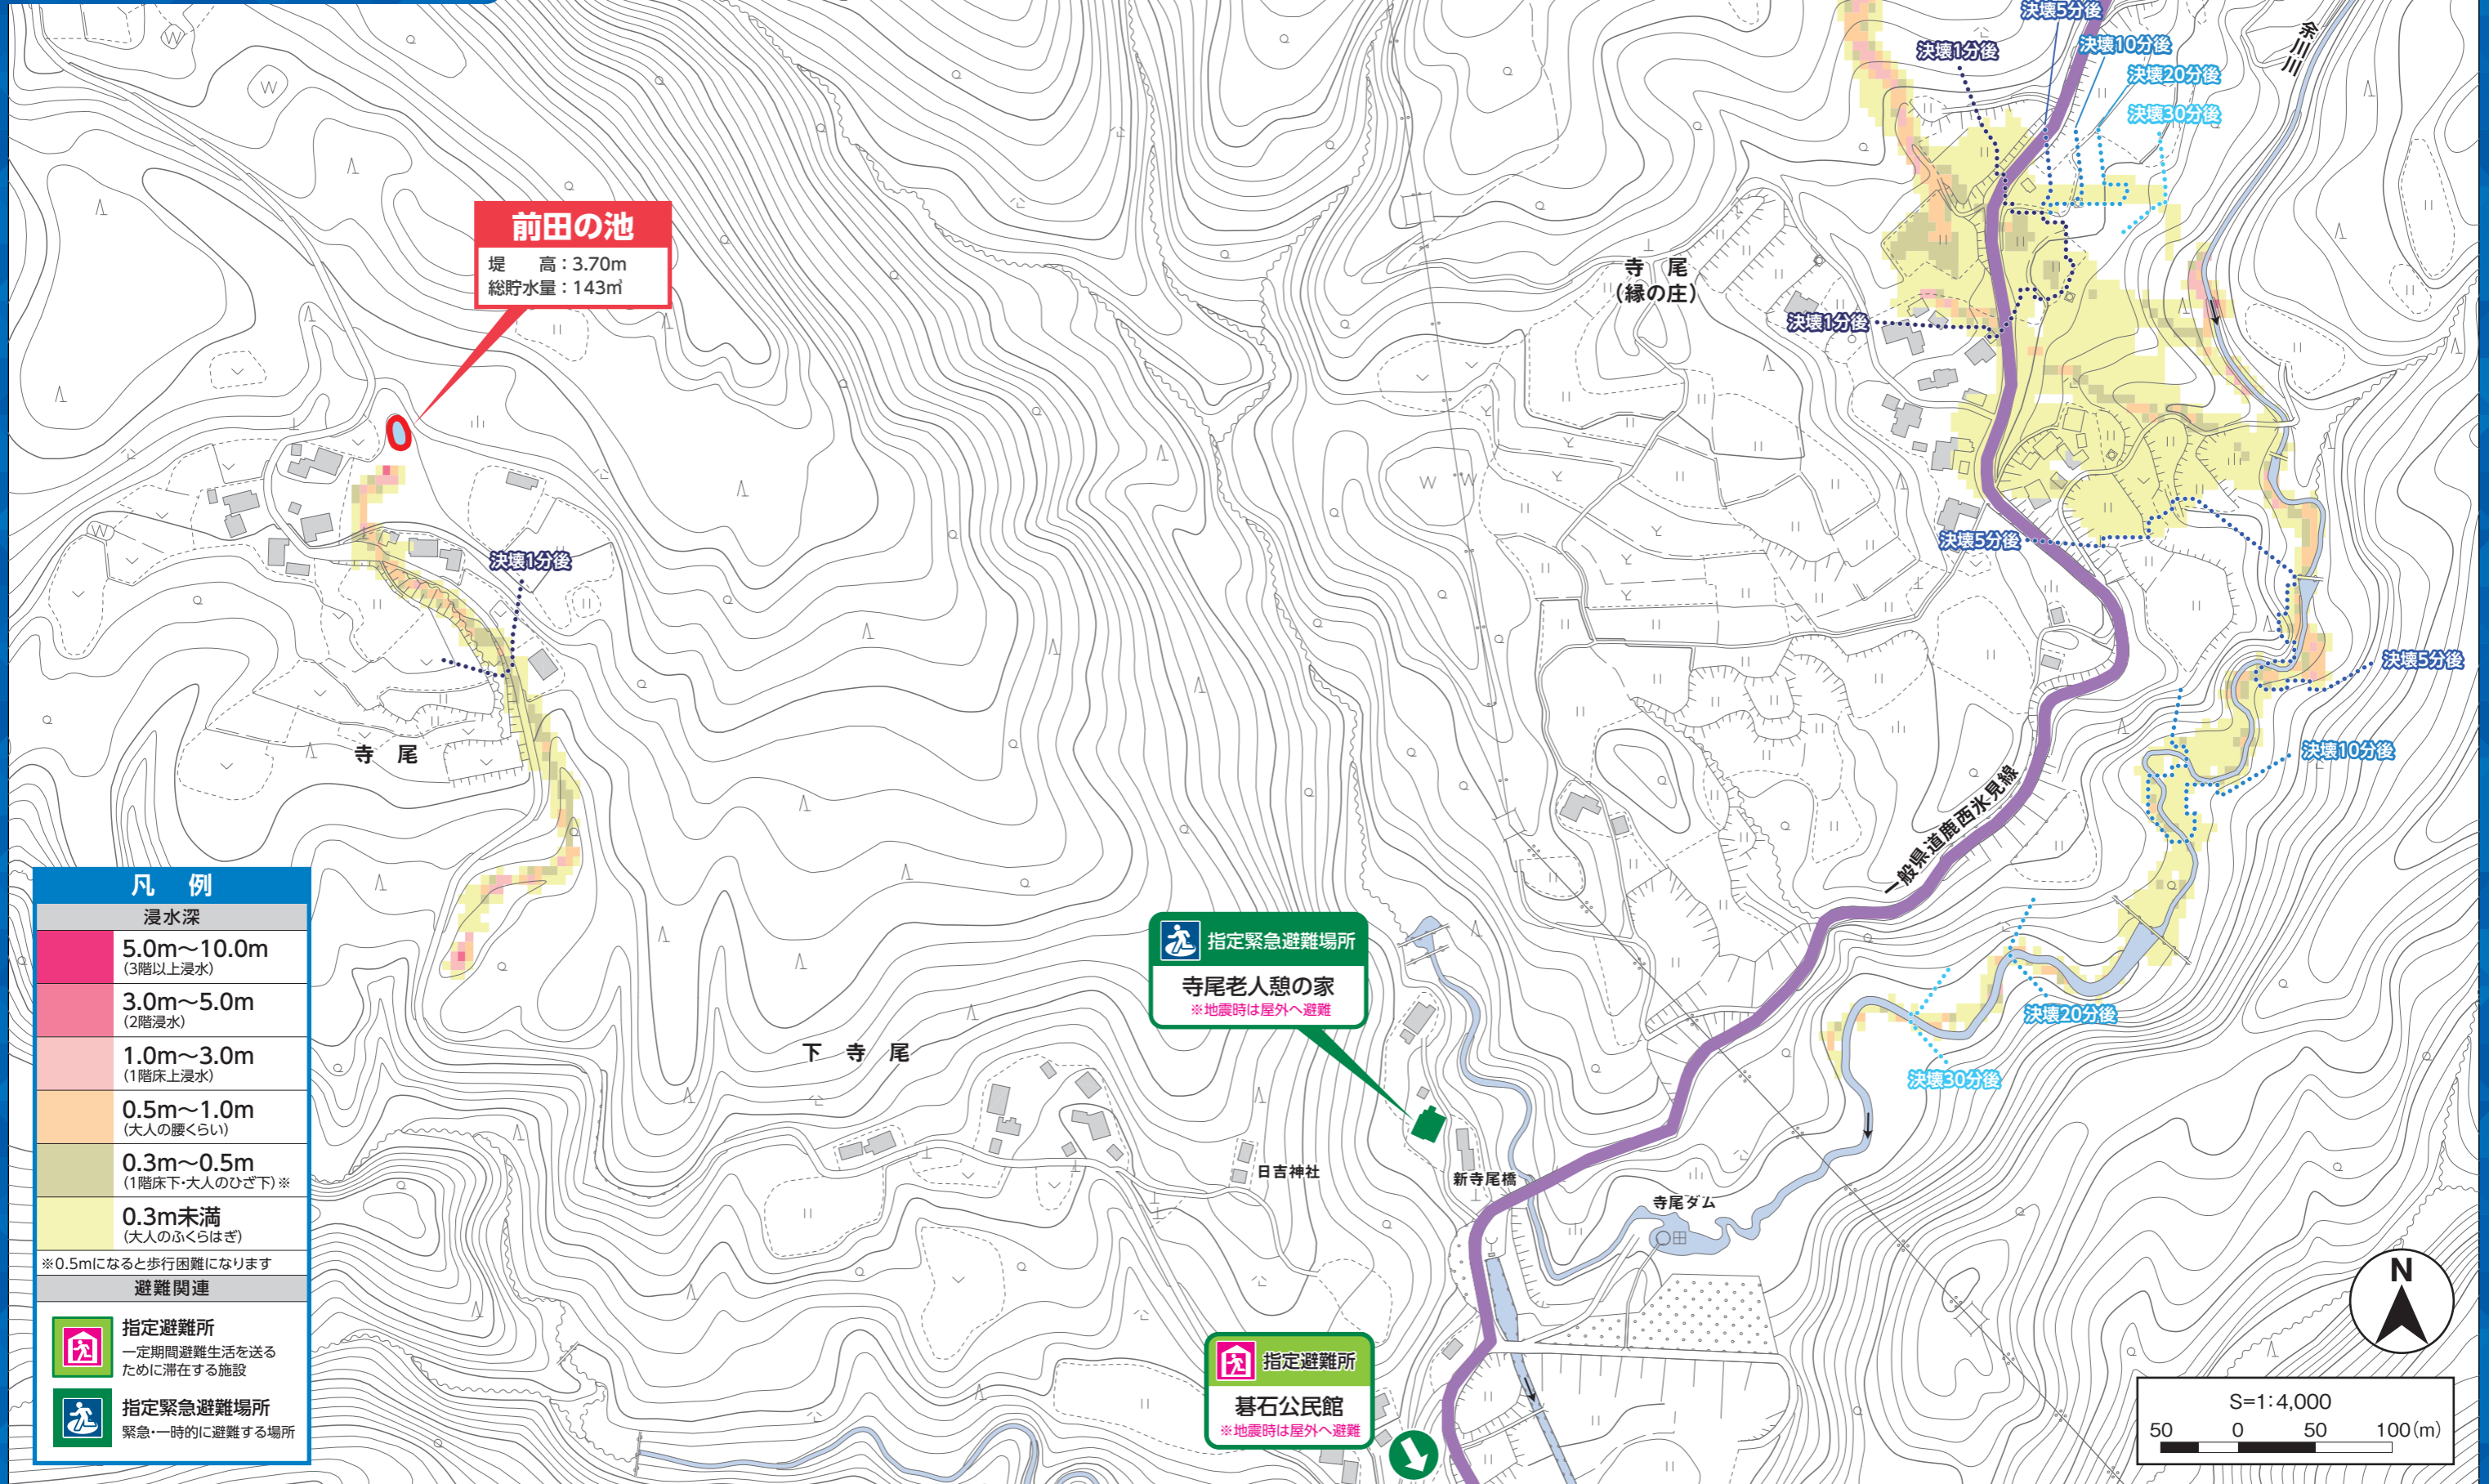 決壊5分後
決壊1分後
決壊10分後
決壊20分後
決壊30分後
余川川
前田の池
堤　高：3.70m
総貯水量：143㎥
寺 尾
（縁の庄）
決壊1分後
決壊5分後
決壊1分後
決壊5分後
寺 尾
決壊10分後
一般県道鹿西氷見線
凡 例
浸水深
5.0m～10.0m
(3階以上浸水)
3.0m～5.0m
(2階浸水)
1.0m～3.0m
(1階床上浸水)
0.5m～1.0m
(大人の腰くらい)
0.3m～0.5m
(1階床下・大人のひざ下)※
0.3m未満
(大人のふくらはぎ)
※0.5mになると歩行困難になります
避難関連
指定避難所
一定期間避難生活を送る
ために滞在する施設
指定緊急避難場所
緊急・一時的に避難する場所
指定緊急避難場所
寺尾老人憩の家
※地震時は屋外へ避難
決壊20分後
決壊30分後
下 寺 尾
日吉神社
新寺尾橋
寺尾ダム
指定避難所
碁石公民館
※地震時は屋外へ避難
N
S=1:4,000
50 0 50 100(m)